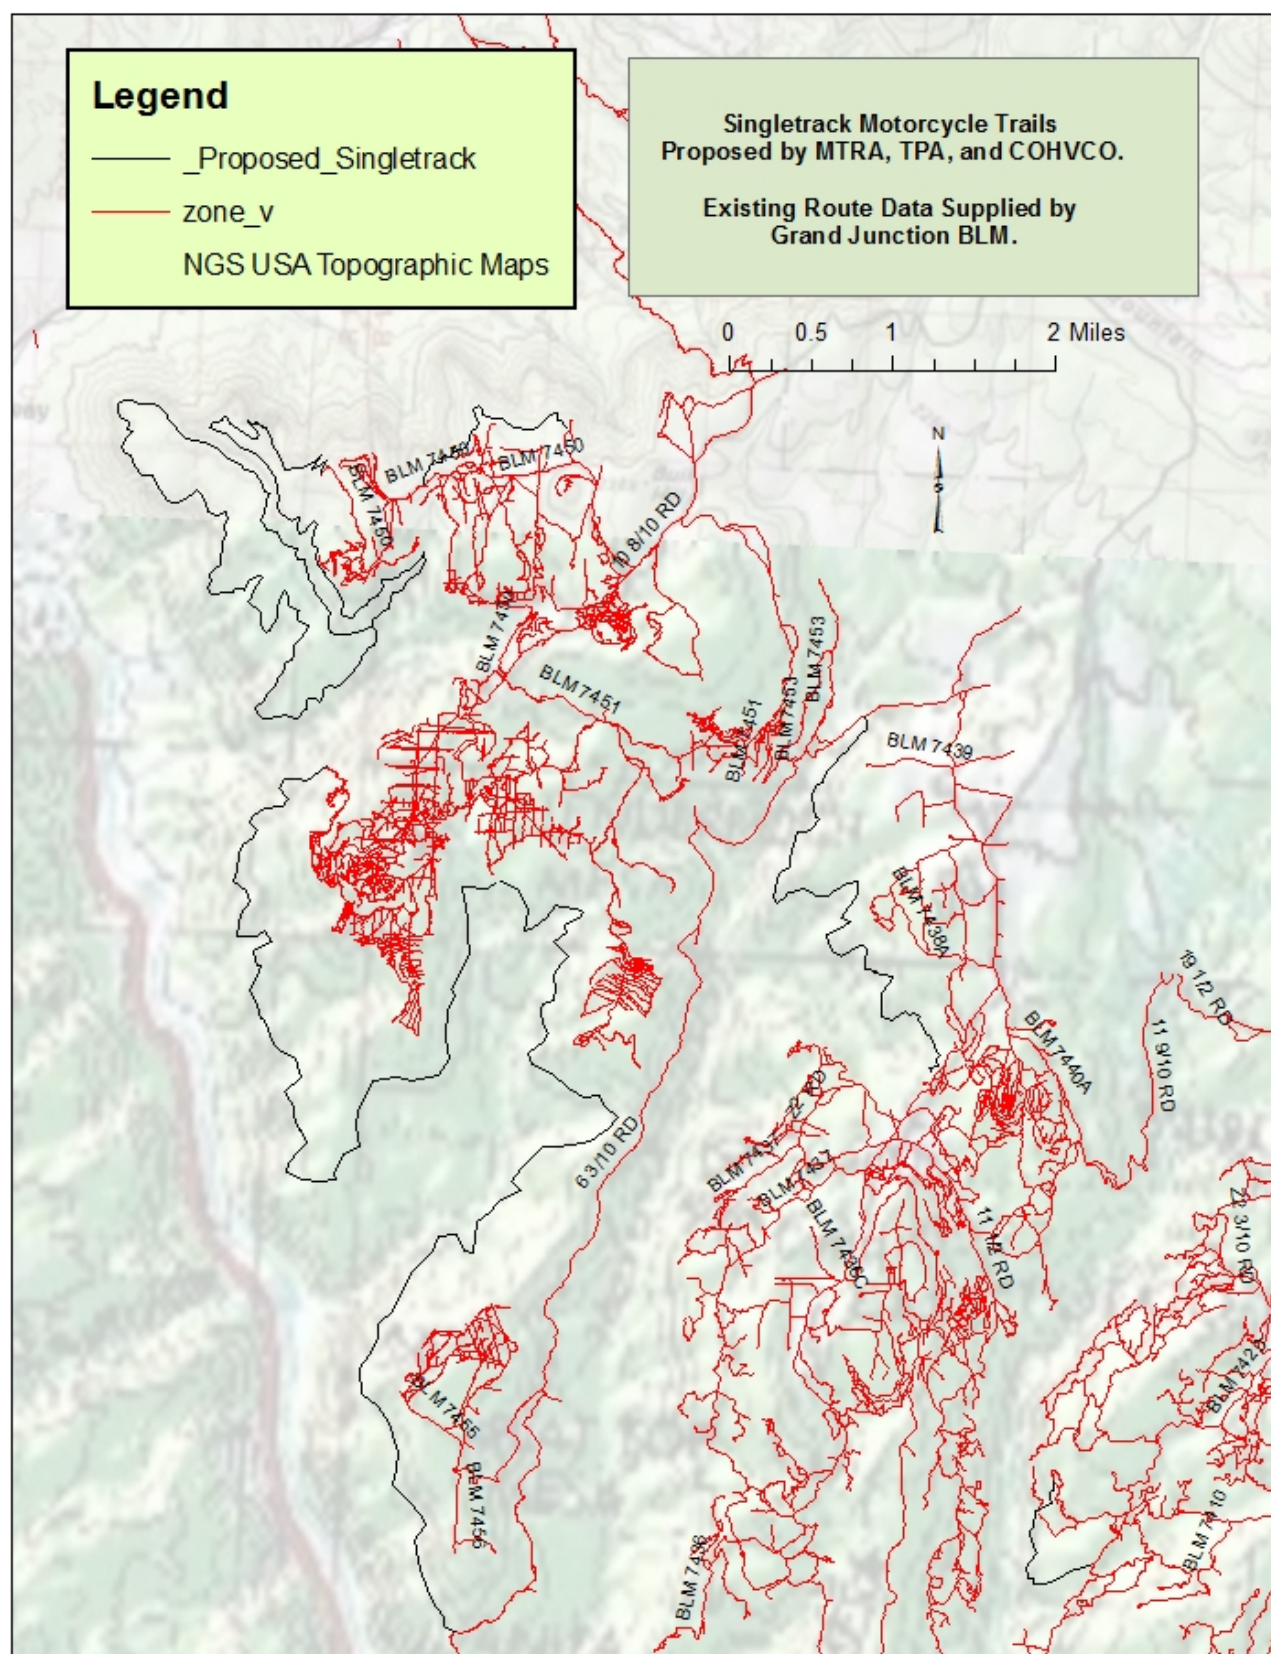 Legend
_Proposed_Singletrack
zone_v
NGS USA Topographic Maps
Singletrack Motorcycle Trails
Proposed by MTRA, TPA, and COHVCO.
Existing Route Data Supplied by
Grand Junction BLM.
0 0.5 1 2 Miles
N
S
BLM 7450
BLM 7450
BLM 7450
10 8/10 RD
BLM 7451
BLM 7453
BLM 7453
BLM 7451
BLM 7439
BLM 7438A
19 1/2 RD
BLM 7440A
11 9/10 RD
22 RD
BLM 7437
BLM 7437
6 3/10 RD
11 1/2 RD
22 3/10 RD
BLM 7455
BLM 7410
BLM 7436